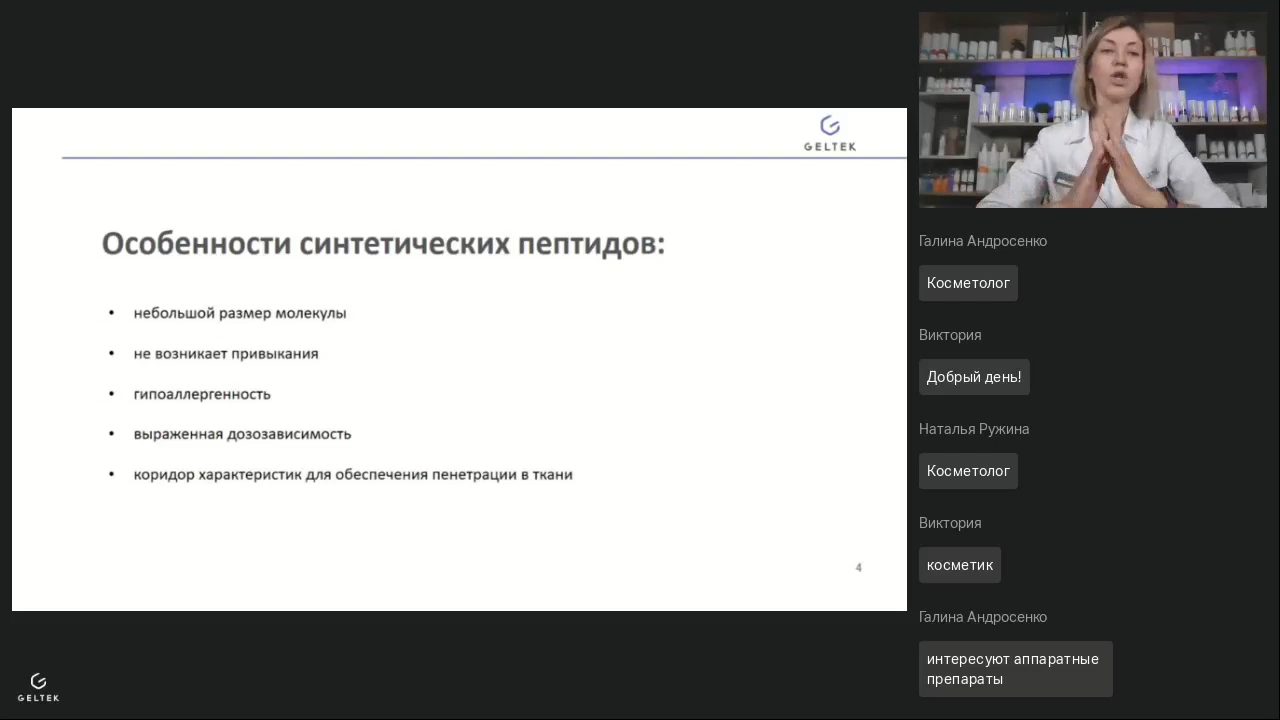 GELTEK
Особенности синтетических пептидов:
• небольшой размер молекулы
• не возникает привыкания
• гипоаллергенность
• выраженная дозозависимость
• коридор характеристик для обеспечения пенетрации в ткани
4
GELTEK
Галина Андросенко
Косметолог
Виктория
Добрый день!
Наталья Ружина
Косметолог
Виктория
косметик
Галина Андросенко
интересуют аппаратные
препараты